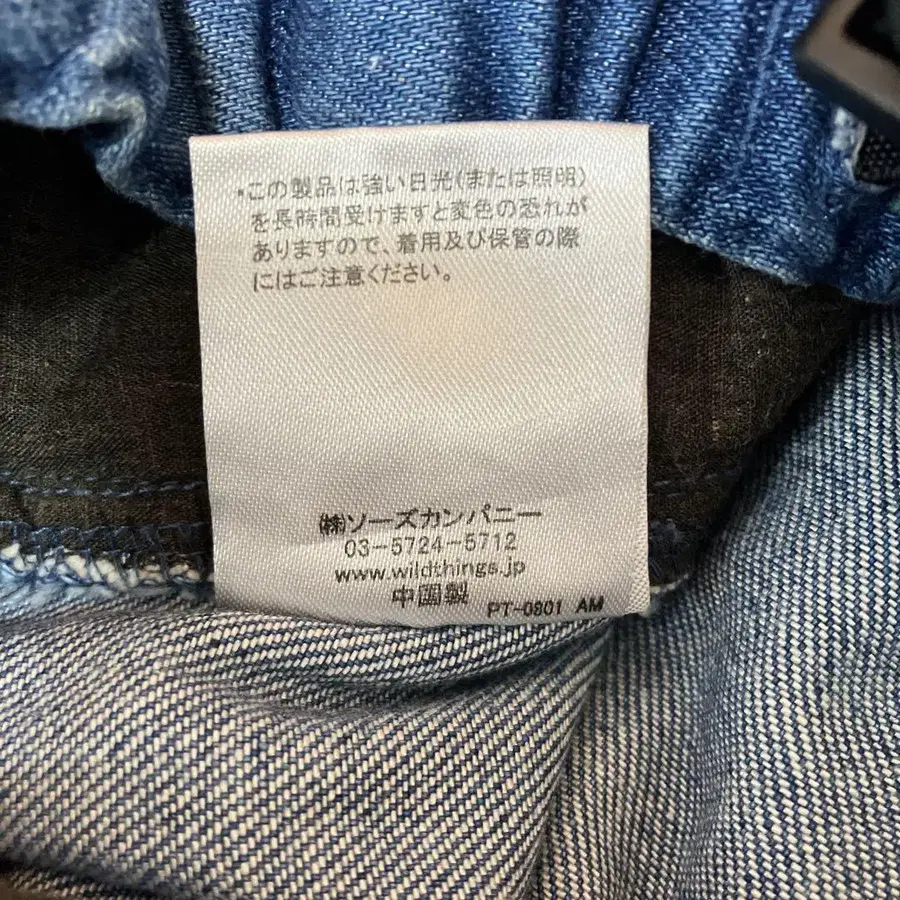 ・この製品は強い日光(または照明)
を長時間受けますと変色の恐れが
ありますので、着用及び保管の際
にはご注意ください。
㈱ソーズカンパニー
03-5724-5712
www.wildthings.jp
中国製
PT-0801 AM